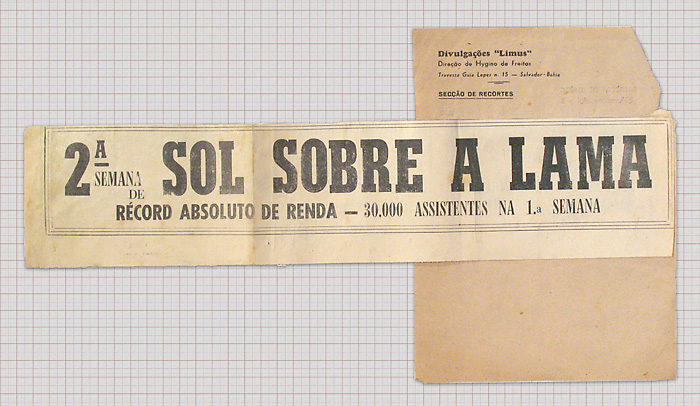 Divulgações "Limus"
Direção de Hygino de Freitas
Travessa Guia Lopes n. 15 — Salvador-Bahia
SECÇÃO DE RECORTES
2A SEMANA DE SOL SOBRE A LAMA
RÉCORD ABSOLUTO DE RENDA — 30.000 ASSISTENTES NA 1.a SEMANA